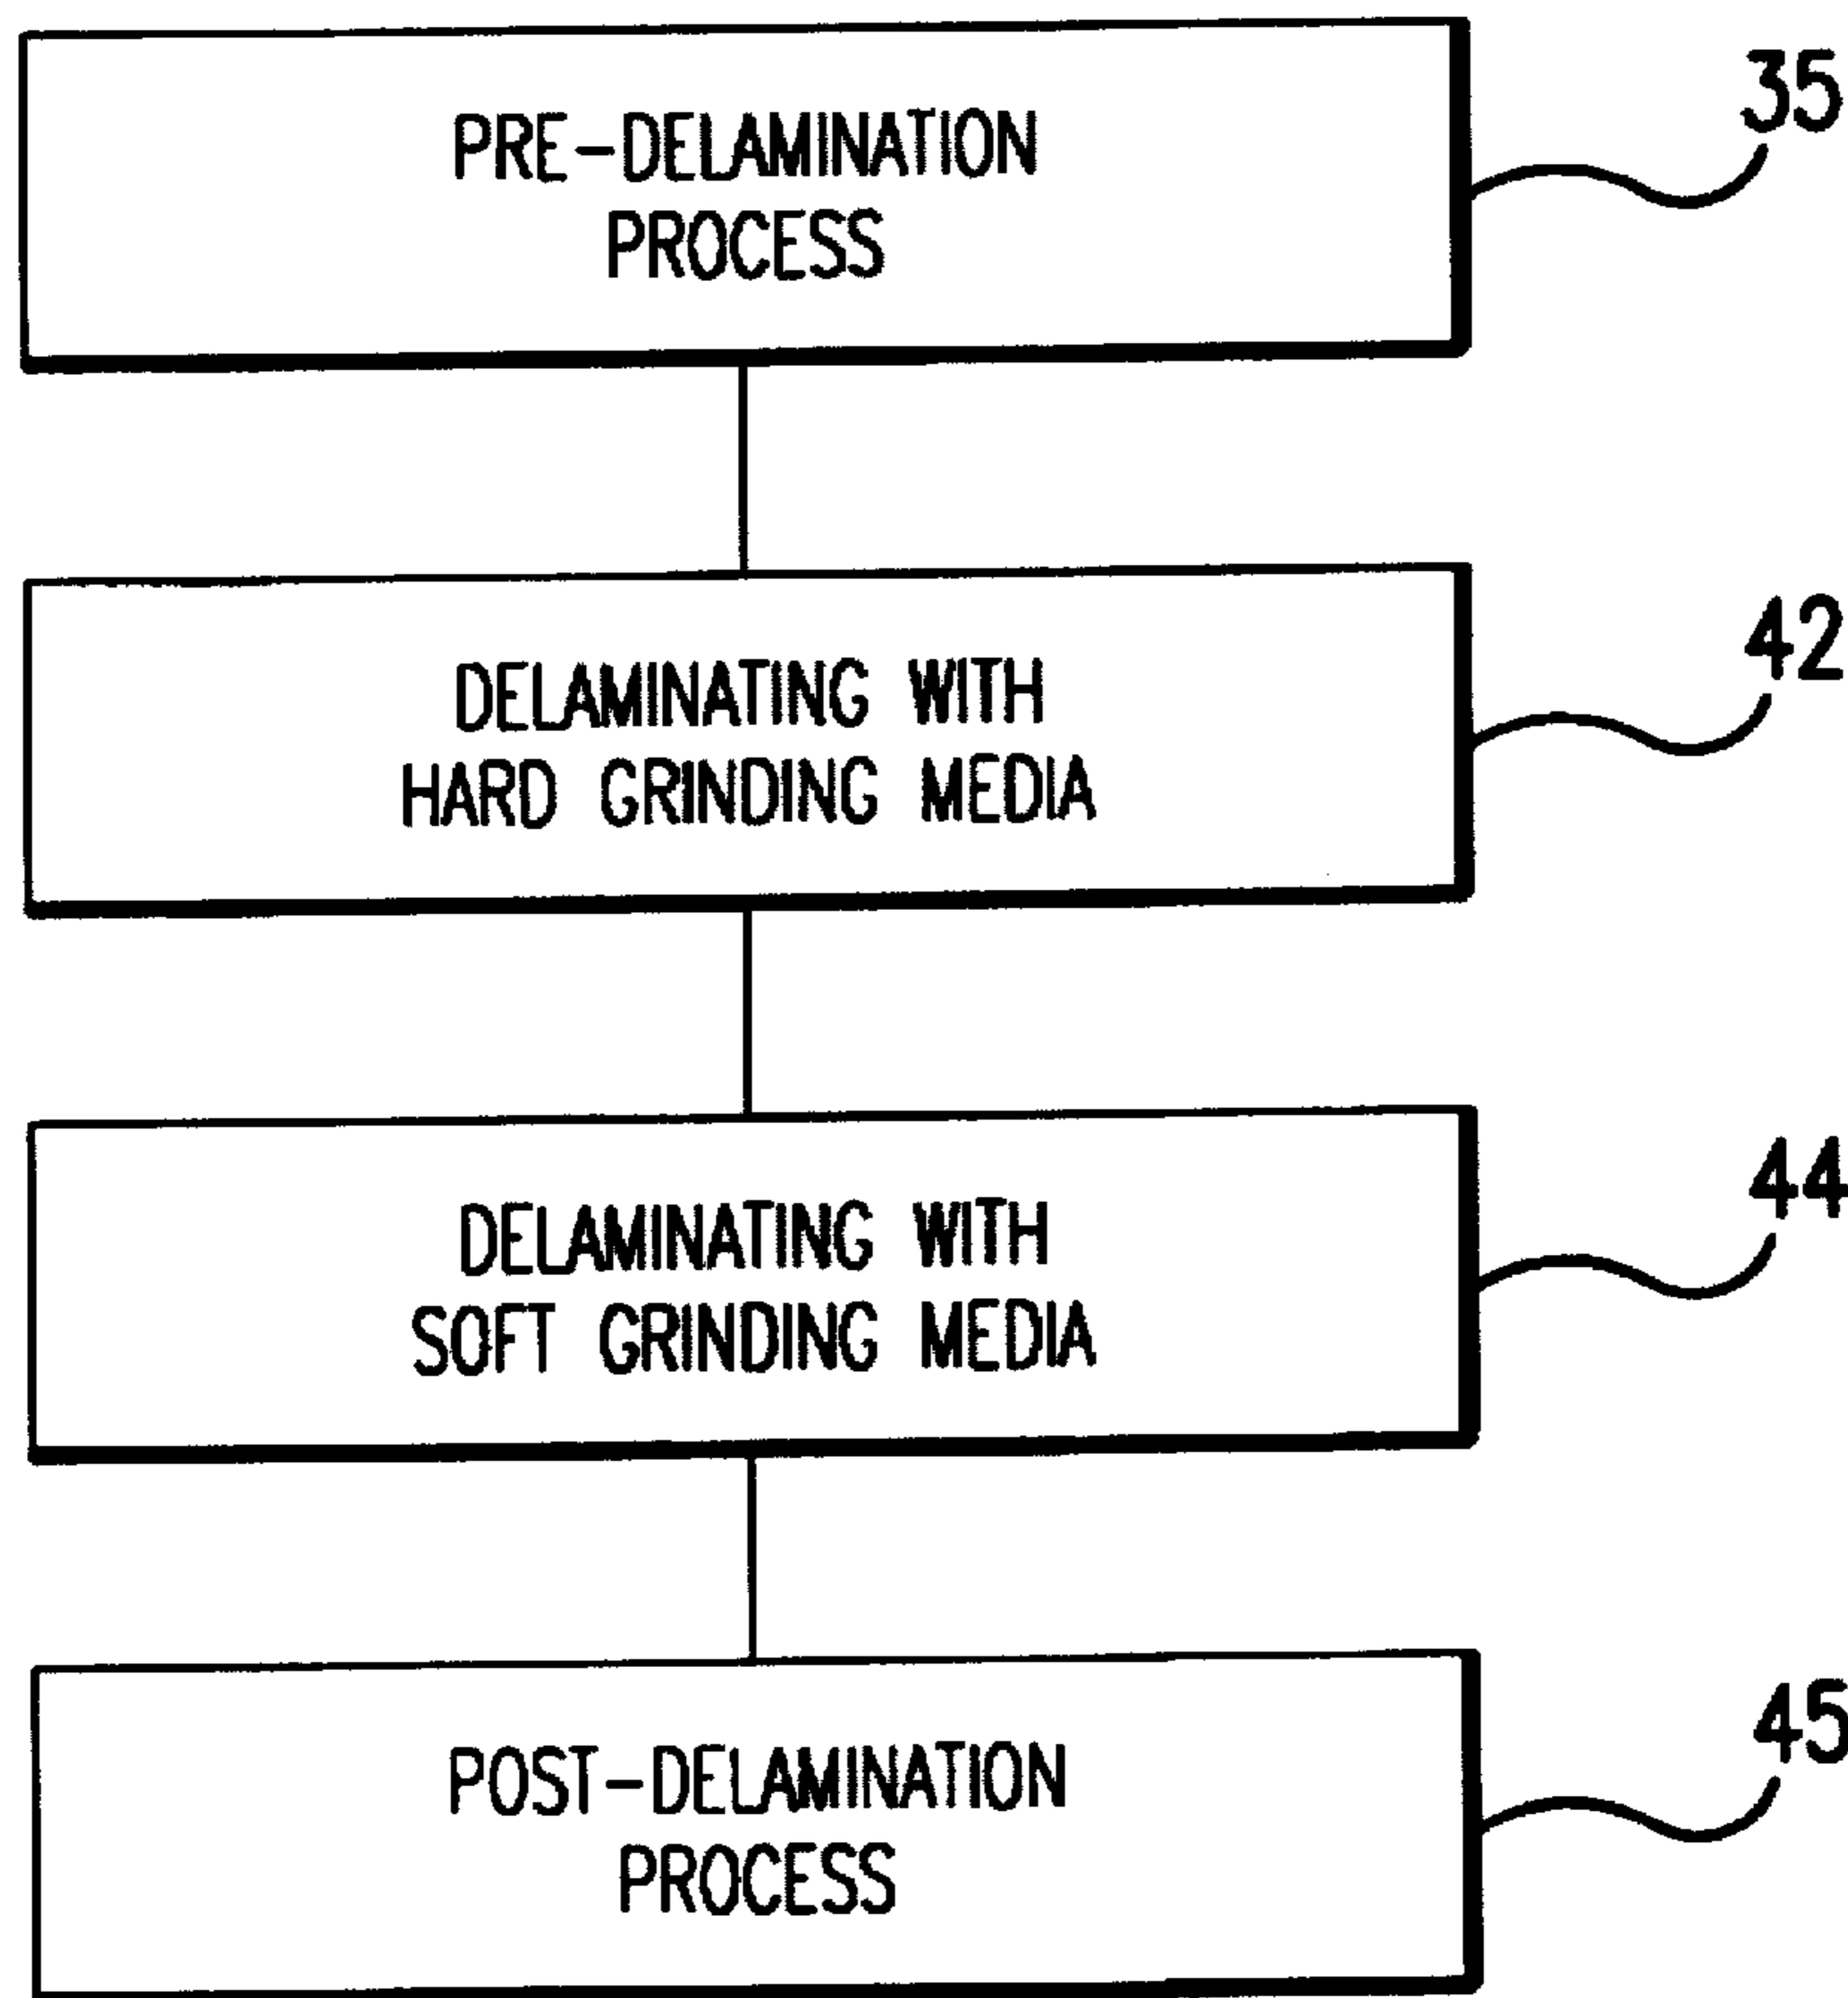 PRE-DELAMINATION
PROCESS
35
DELAMINATING WITH
HARD GRINDING MEDIA
42
DELAMINATING WITH
SOFT GRINDING MEDIA
44
POST-DELAMINATION
PROCESS
45